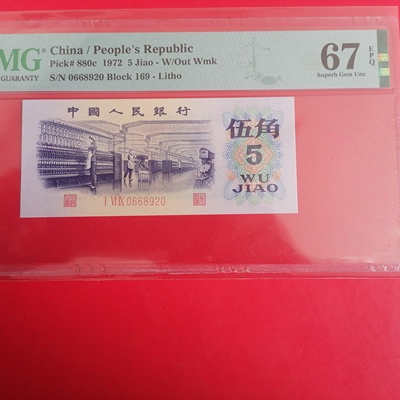 MG
GUARANTY
China / People's Republic
Pick# 880c 1972 5 Jiao - W/Out Wmk
S/N 0668920 Block 169 - Litho
67
EPQ
Superb Gem Unc
中國人民銀行
伍角
5
WU
JIAO
I VIX 0668920